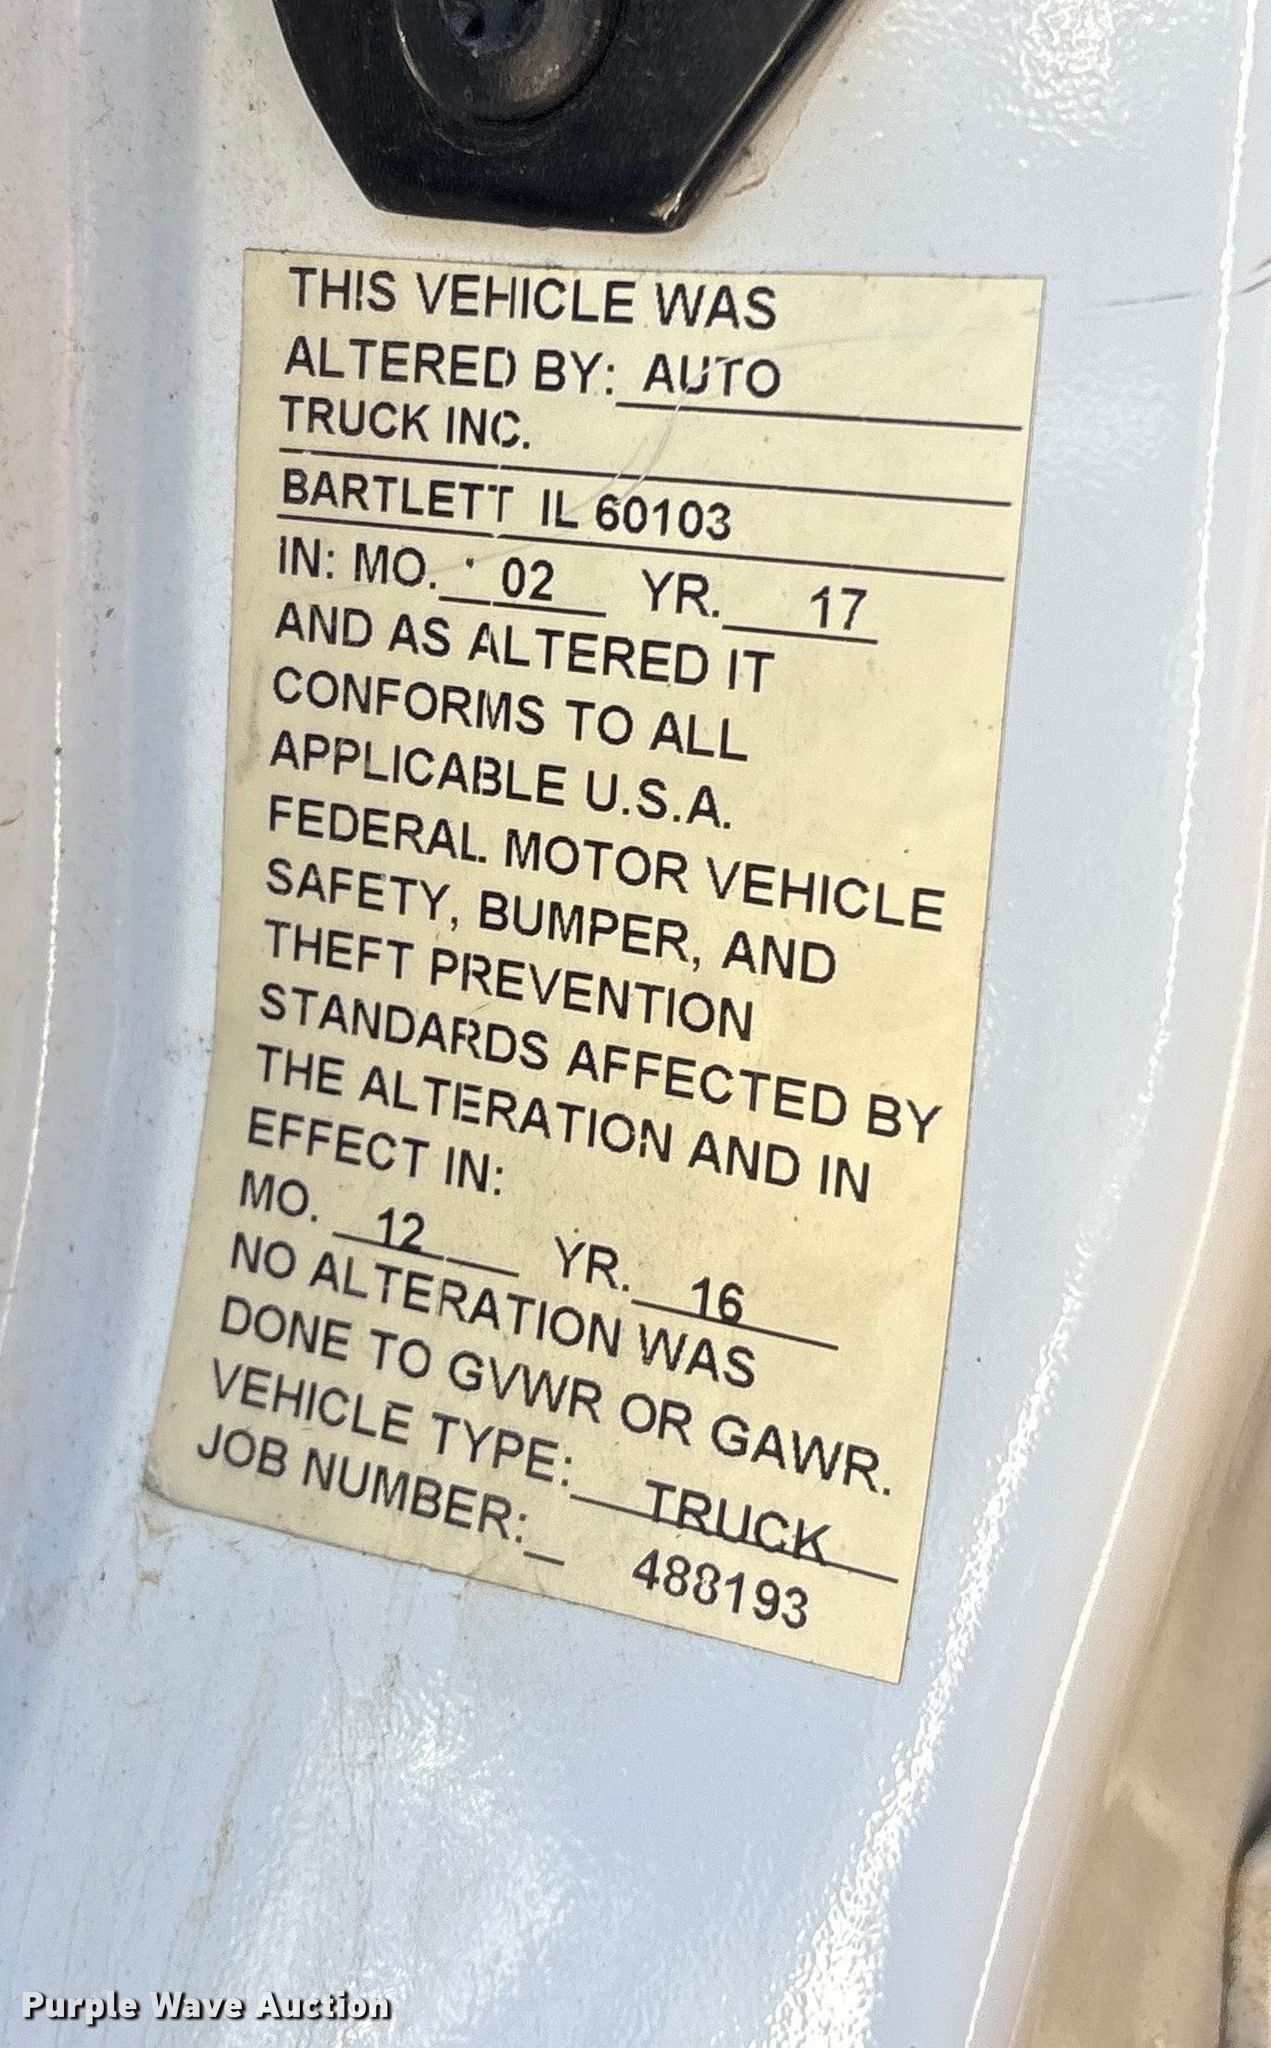 THIS VEHICLE WAS
ALTERED BY: AUTO
TRUCK INC.
BARTLETT IL 60103
IN: MO. 02 YR. 17
AND AS ALTERED IT
CONFORMS TO ALL
APPLICABLE U.S.A.
FEDERAL MOTOR VEHICLE
SAFETY, BUMPER, AND
THEFT PREVENTION
STANDARDS AFFECTED BY
THE ALTERATION AND IN
EFFECT IN:
MO. 12 YR. 16
NO ALTERATION WAS
DONE TO GVWR OR GAWR.
VEHICLE TYPE: TRUCK
JOB NUMBER: 488193
Purple Wave Auction